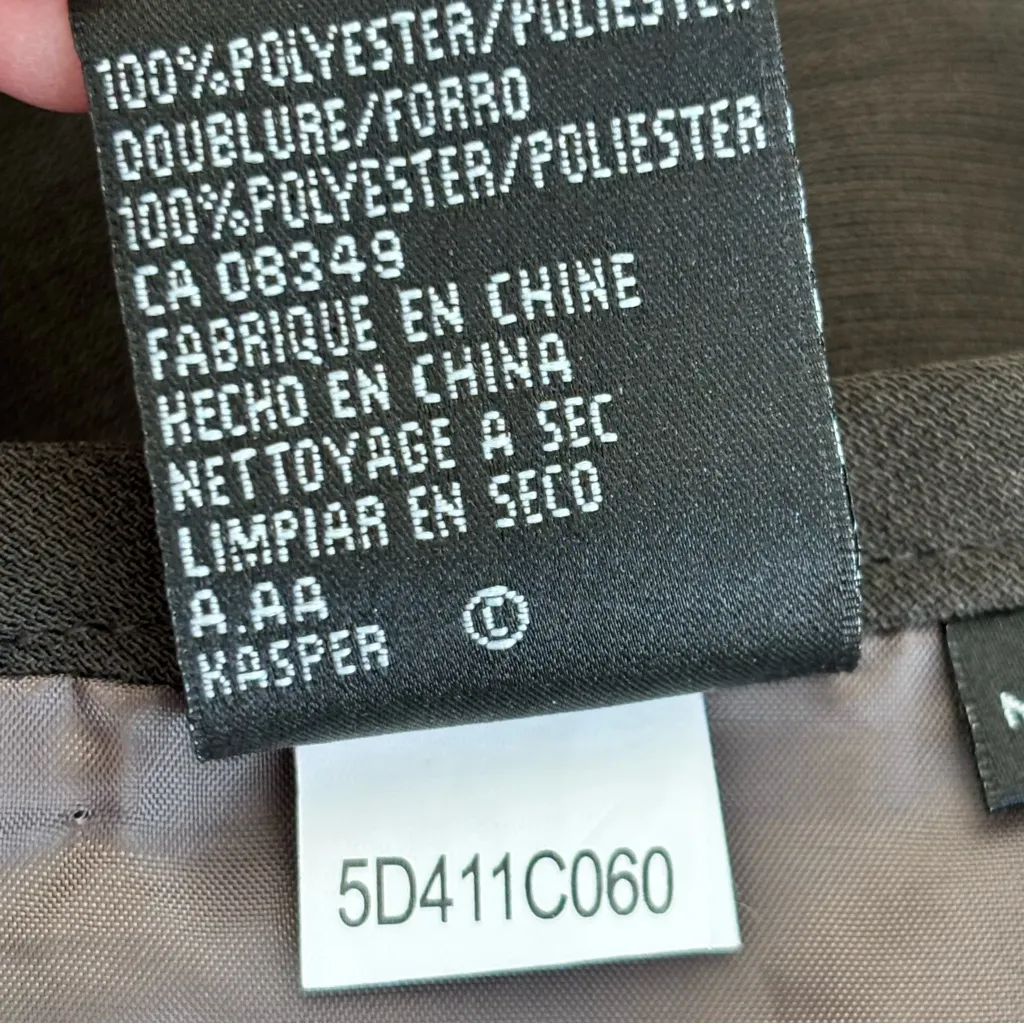 100%POLYESTER/POLIESTER
DOUBLURE/FORRO
100%POLYESTER/POLIESTER
CA 08349
FABRIQUE EN CHINE
HECHO EN CHINA
NETTOYAGE A SEC
LIMPIAR EN SECO
A.AA
KASPER ©
5D411C060